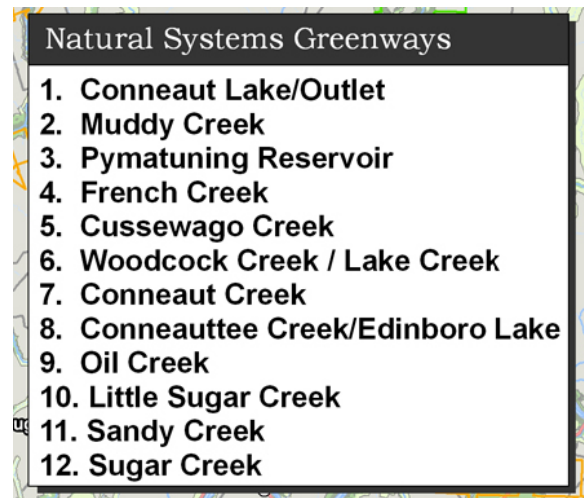 Natural Systems Greenways
1. Conneaut Lake/Outlet
2. Muddy Creek
3. Pymatuning Reservoir
4. French Creek
5. Cussewago Creek
6. Woodcock Creek / Lake Creek
7. Conneaut Creek
8. Conneauttee Creek/Edinboro Lake
9. Oil Creek
10. Little Sugar Creek
11. Sandy Creek
12. Sugar Creek